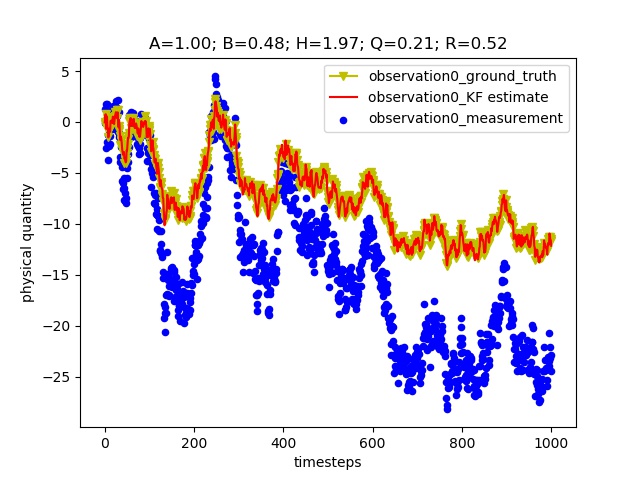 A=1.00; B=0.48; H=1.97; Q=0.21; R=0.52
observation0_ground_truth
observation0_KF estimate
observation0_measurement
physical quantity
5
0
−5
−10
−15
−20
−25
0 200 400 600 800 1000
timesteps